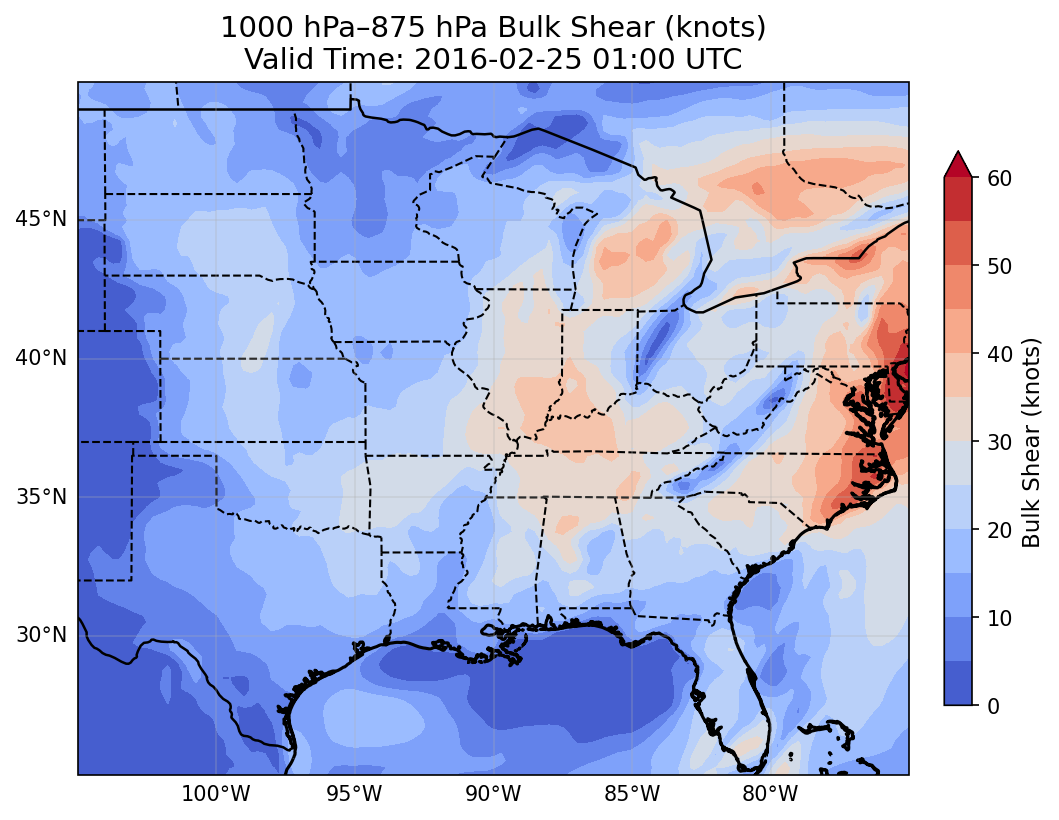 1000 hPa–875 hPa Bulk Shear (knots)
Valid Time: 2016-02-25 01:00 UTC
45°N
40°N
35°N
30°N
100°W
95°W
90°W
85°W
80°W
60
50
40
30
20
10
0
Bulk Shear (knots)